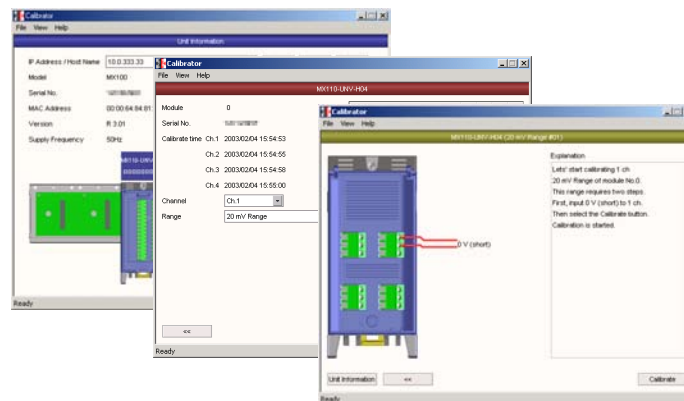 Calibrator
File View Help
Unit Information
IP Address / Host Name 10.0.333.33
Model MX100
Serial No.
MAC Address 00:00:64:84:81:
Version R 3.01
Supply Frequency 50Hz
MX110-UNV
Ready
Calibrator
File View Help
MX110-UNV-H04
Module 0
Serial No.
Calibrate time Ch.1 2003/02/04 15:54:53
Ch.2 2003/02/04 15:54:55
Ch.3 2003/02/04 15:54:58
Ch.4 2003/02/04 15:55:00
Channel Ch.1
Range 20 mV Range
<<
Ready
Calibrator
File View Help
MX110-UNV-H04 (20 mV Range #01)
Explanation
Lets' start calibrating 1 ch
20 mV Range of module No.0.
This range requires two steps.
First, input 0 V (short) to 1 ch.
Then select the Calibrate button.
Calibration is started.
0 V (short)
Unit Information << Calibrate
Ready